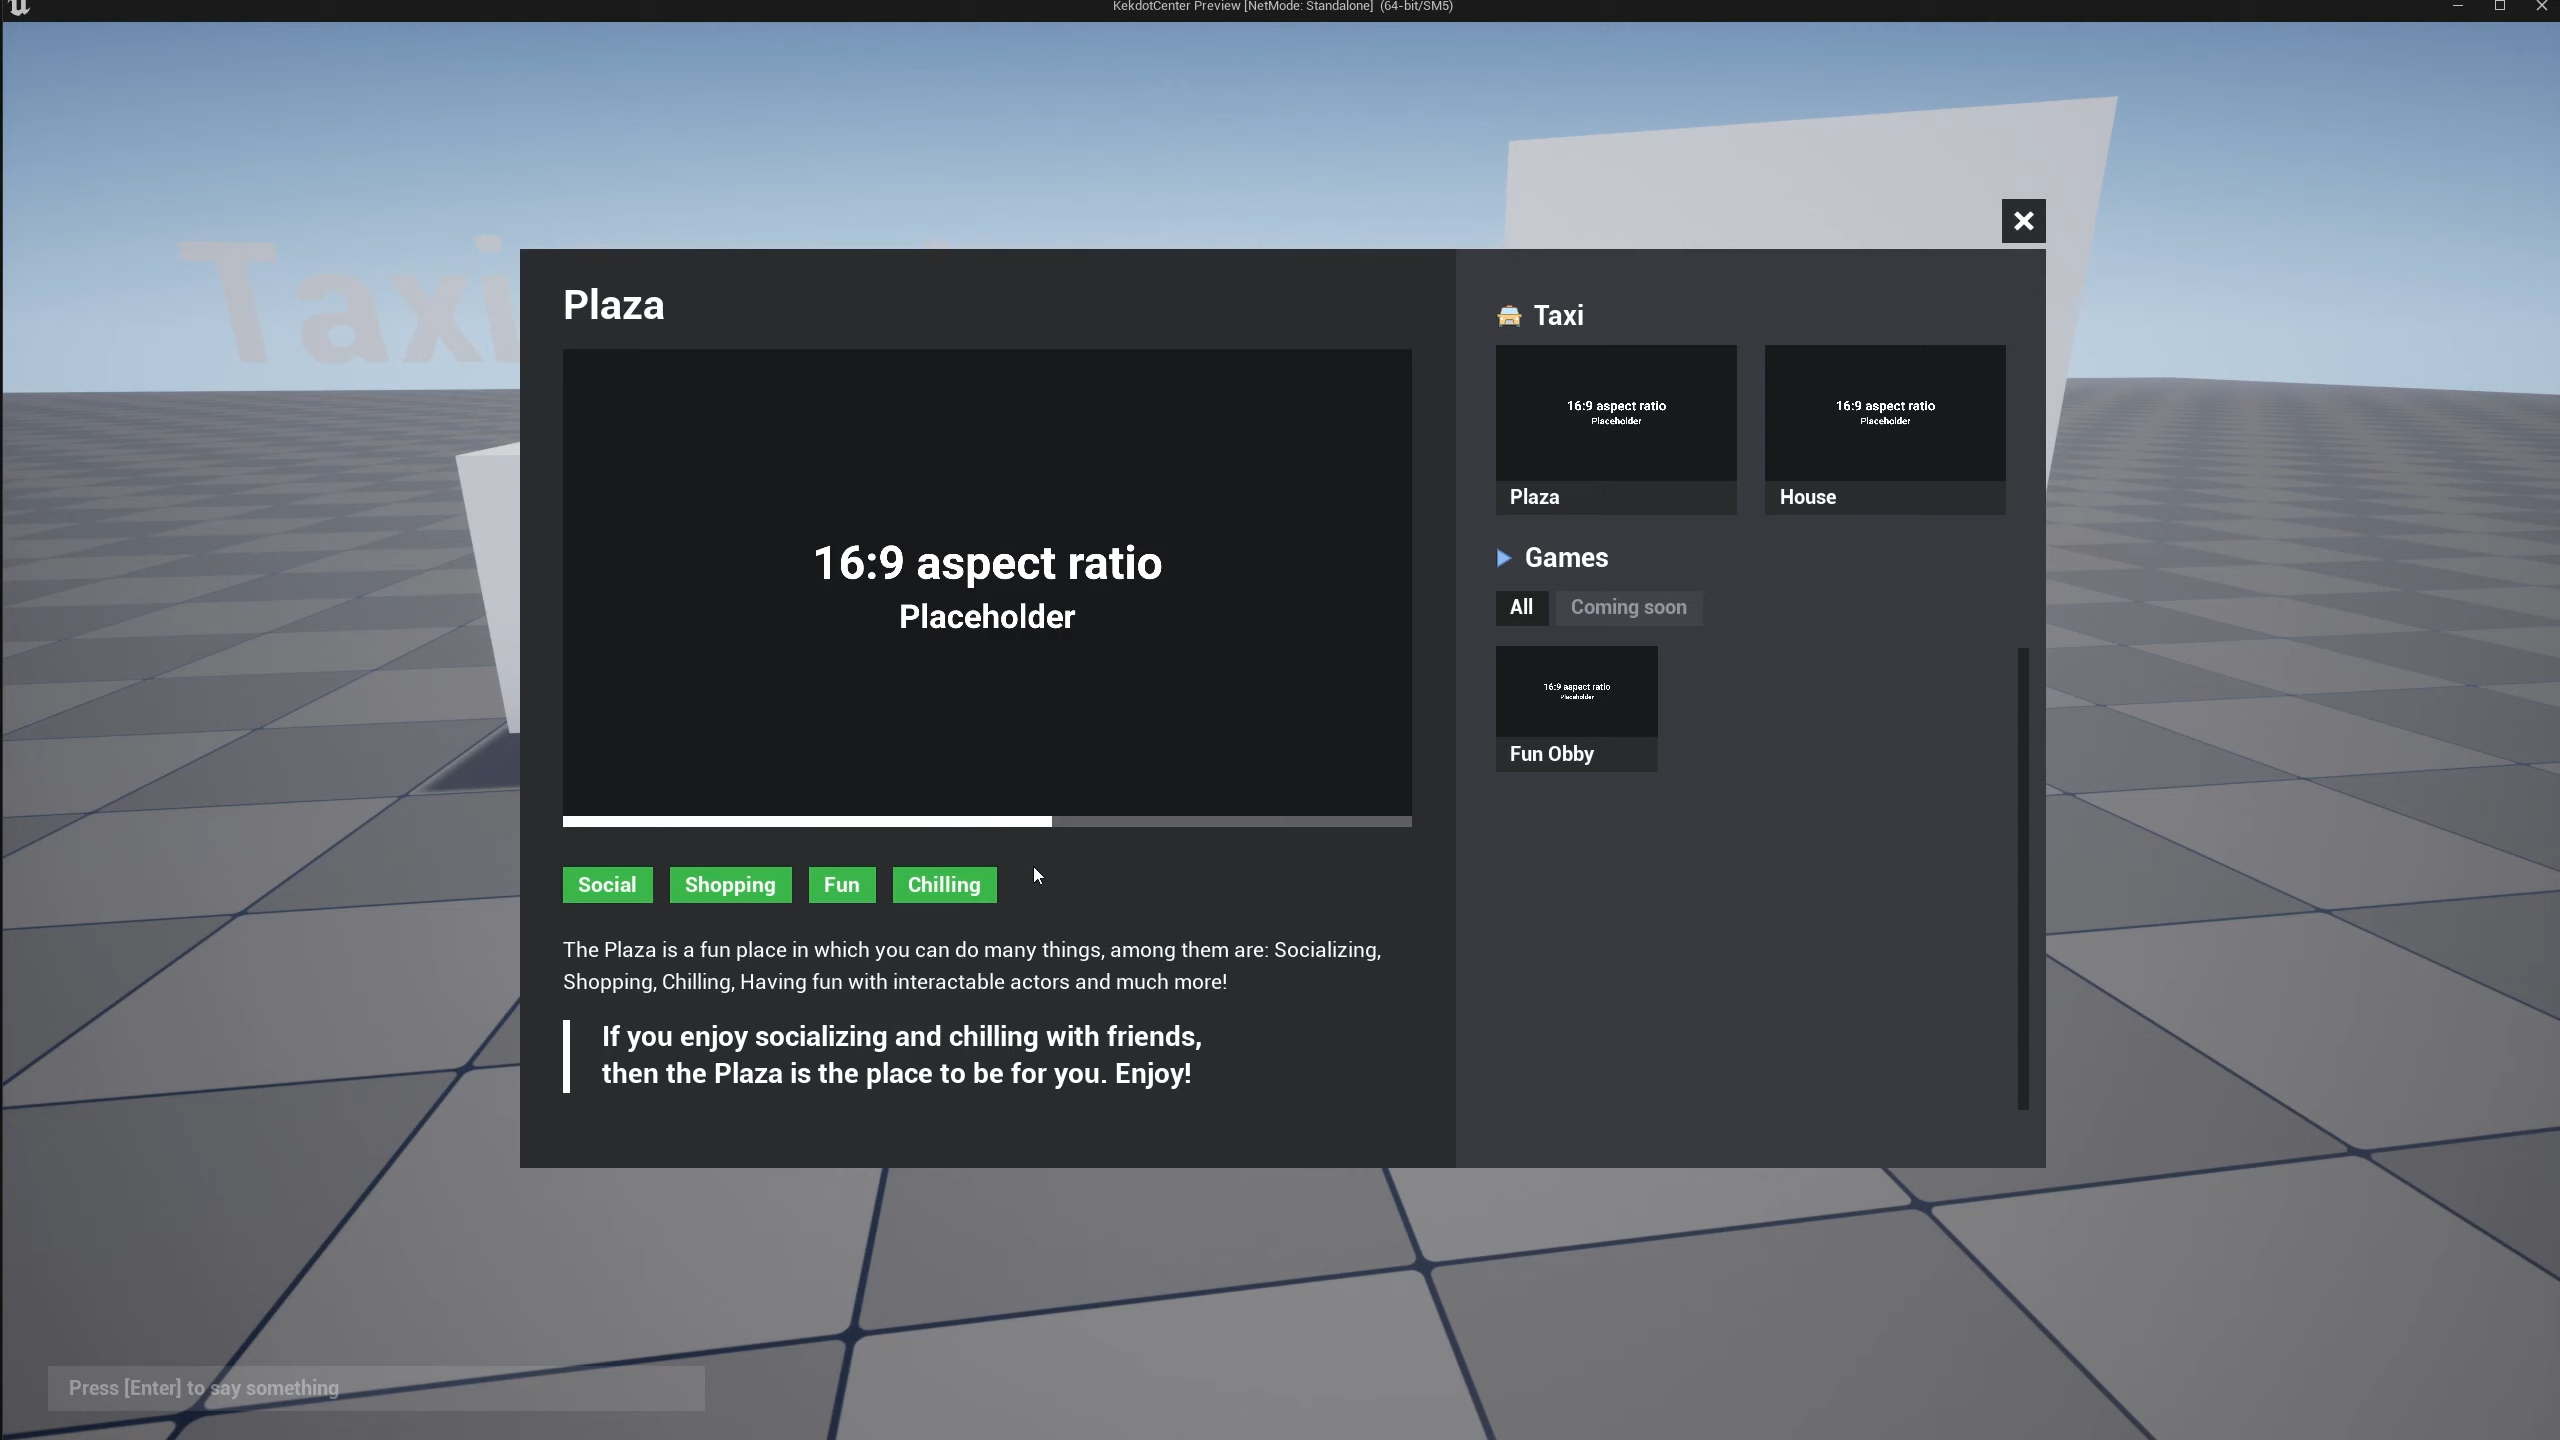 KekdotCenter Preview [NetMode: Standalone] (64-bit/SM5)
Taxi
Plaza
16:9 aspect ratio
Placeholder
Social
Shopping
Fun
Chilling
The Plaza is a fun place in which you can do many things, among them are: Socializing,
Shopping, Chilling, Having fun with interactable actors and much more!
If you enjoy socializing and chilling with friends,
then the Plaza is the place to be for you. Enjoy!
Taxi
16:9 aspect ratio
Placeholder
Plaza
16:9 aspect ratio
Placeholder
House
Games
All
Coming soon
16:9 aspect ratio
Placeholder
Fun Obby
Press [Enter] to say something